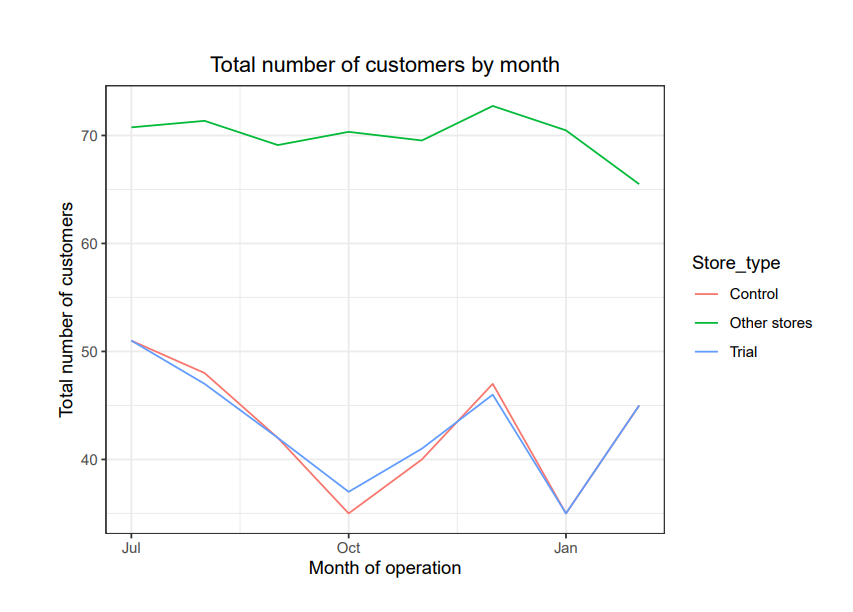 Total number of customers by month
Total number of customers
70
60
50
40
Jul
Oct
Jan
Month of operation
Store_type
Control
Other stores
Trial